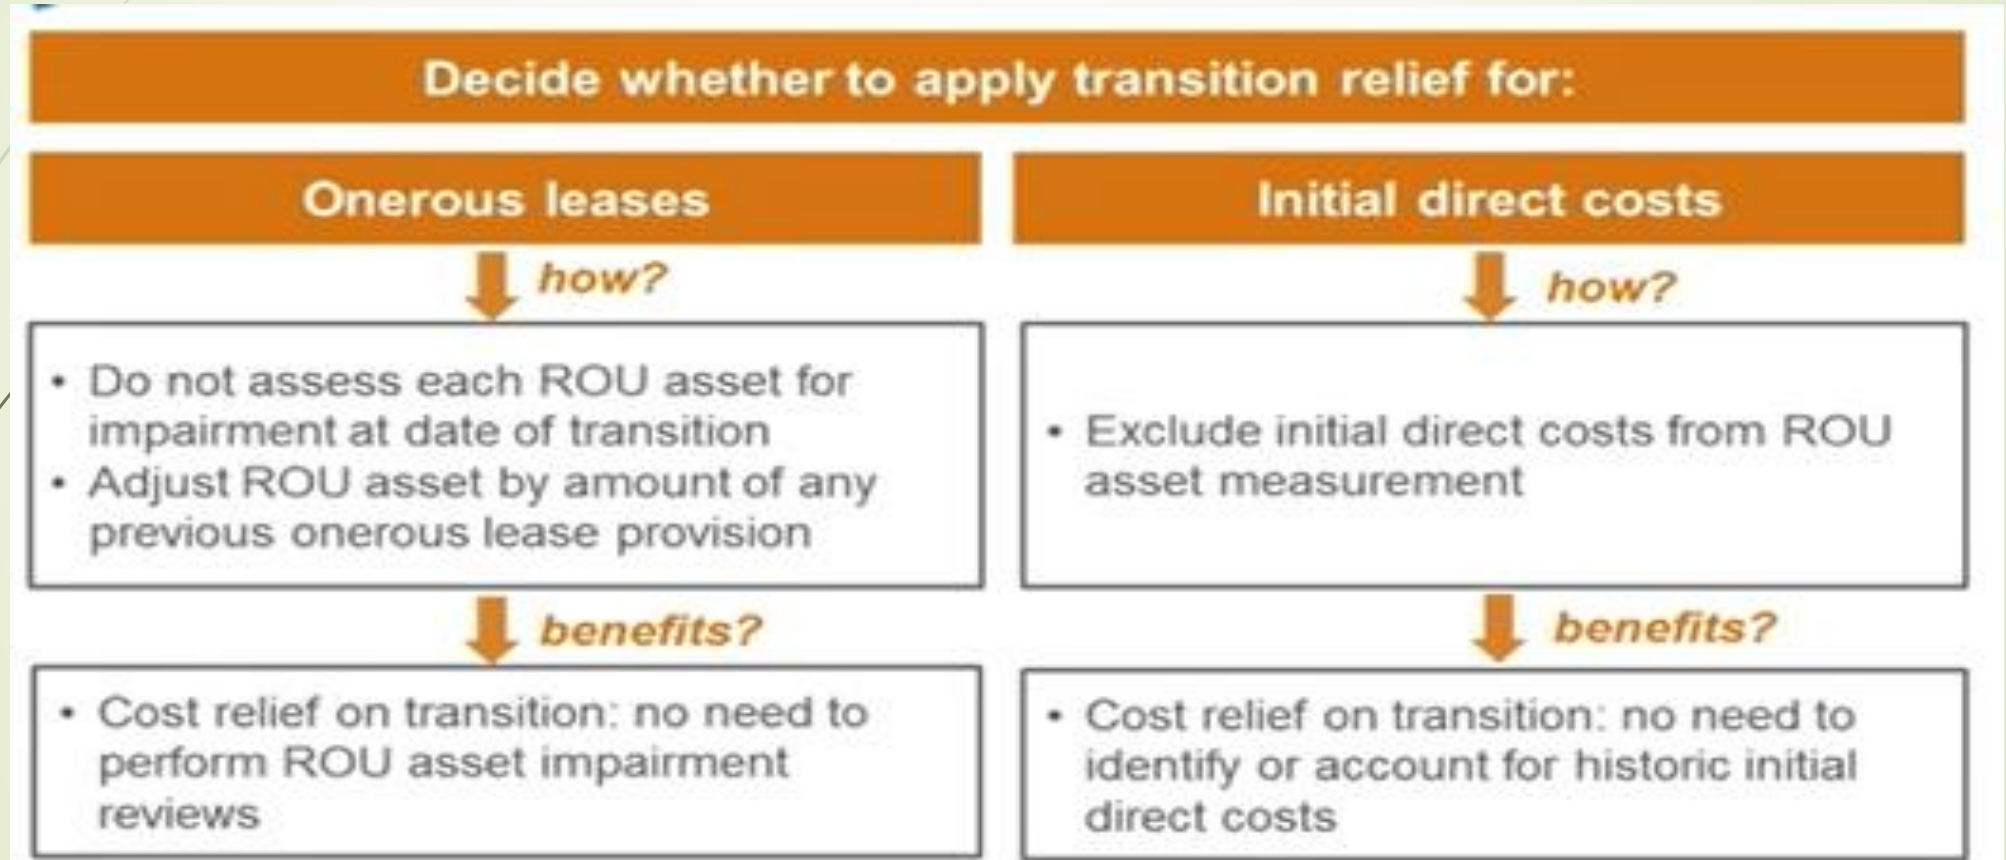 Decide whether to apply transition relief for:
Onerous leases
how?
• Do not assess each ROU asset for
impairment at date of transition
• Adjust ROU asset by amount of any
previous onerous lease provision
benefits?
• Cost relief on transition: no need to
perform ROU asset impairment
reviews
Initial direct costs
how?
• Exclude initial direct costs from ROU
asset measurement
benefits?
• Cost relief on transition: no need to
identify or account for historic initial
direct costs